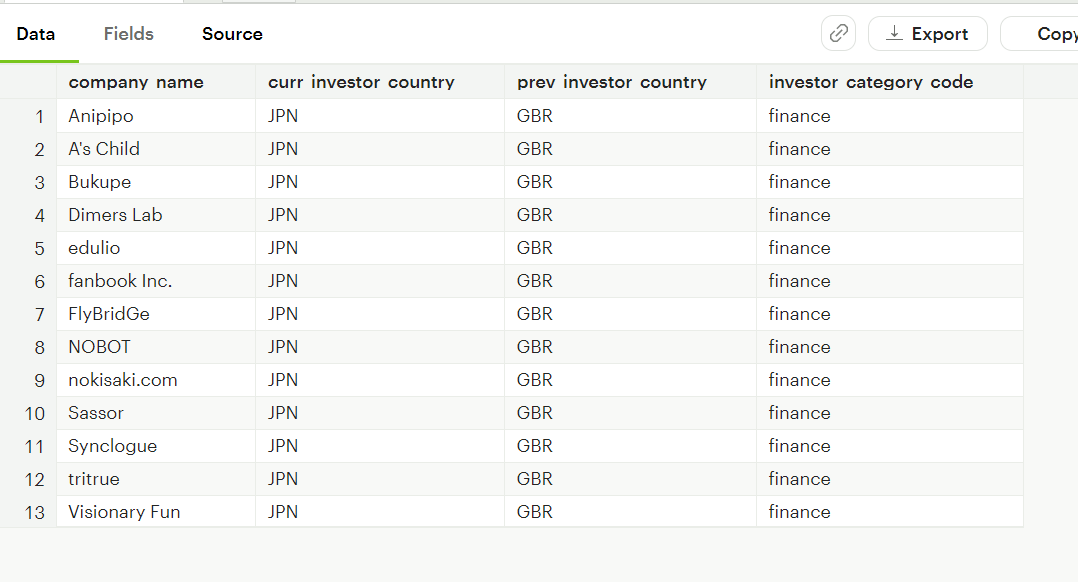 Data Fields Source Export Copy
company name curr investor country prev investor country investor category code
1 Anipipo JPN GBR finance
2 A's Child JPN GBR finance
3 Bukupe JPN GBR finance
4 Dimers Lab JPN GBR finance
5 edulio JPN GBR finance
6 fanbook Inc. JPN GBR finance
7 FlyBridGe JPN GBR finance
8 NOBOT JPN GBR finance
9 nokisaki.com JPN GBR finance
10 Sassor JPN GBR finance
11 Synclogue JPN GBR finance
12 tritrue JPN GBR finance
13 Visionary Fun JPN GBR finance